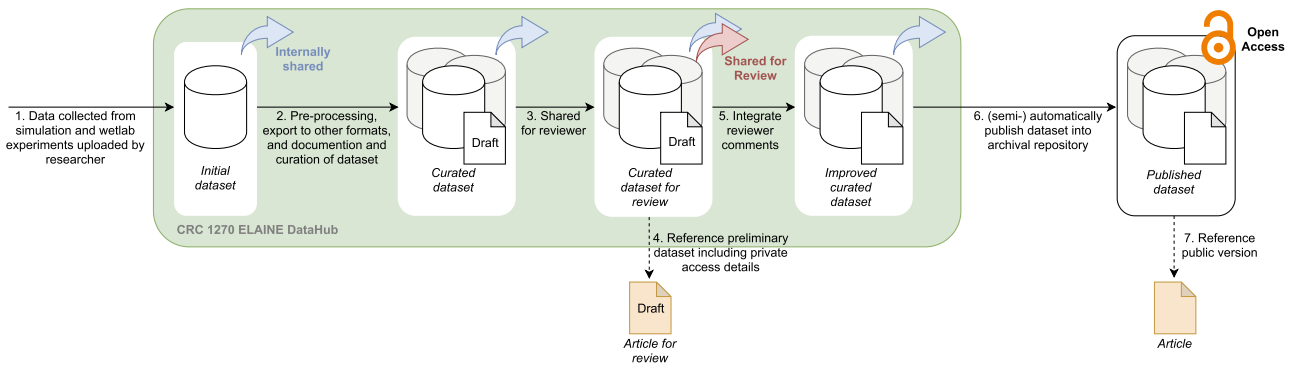 1. Data collected from
simulation and wetlab
experiments uploaded by
researcher
Initial
dataset
Internally
shared
2. Pre-processing,
export to other formats,
and documention and
curation of dataset
Draft
Curated
dataset
3. Shared
for reviewer
Draft
Curated
dataset for
review
Shared for
Review
5. Integrate
reviewer
comments
Improved
curated
dataset
6. (semi-) automatically
publish dataset into
archival repository
Open
Access
Published
dataset
CRC 1270 ELAINE DataHub
4. Reference preliminary
dataset including private
access details
Draft
Article for
review
7. Reference
public version
Article